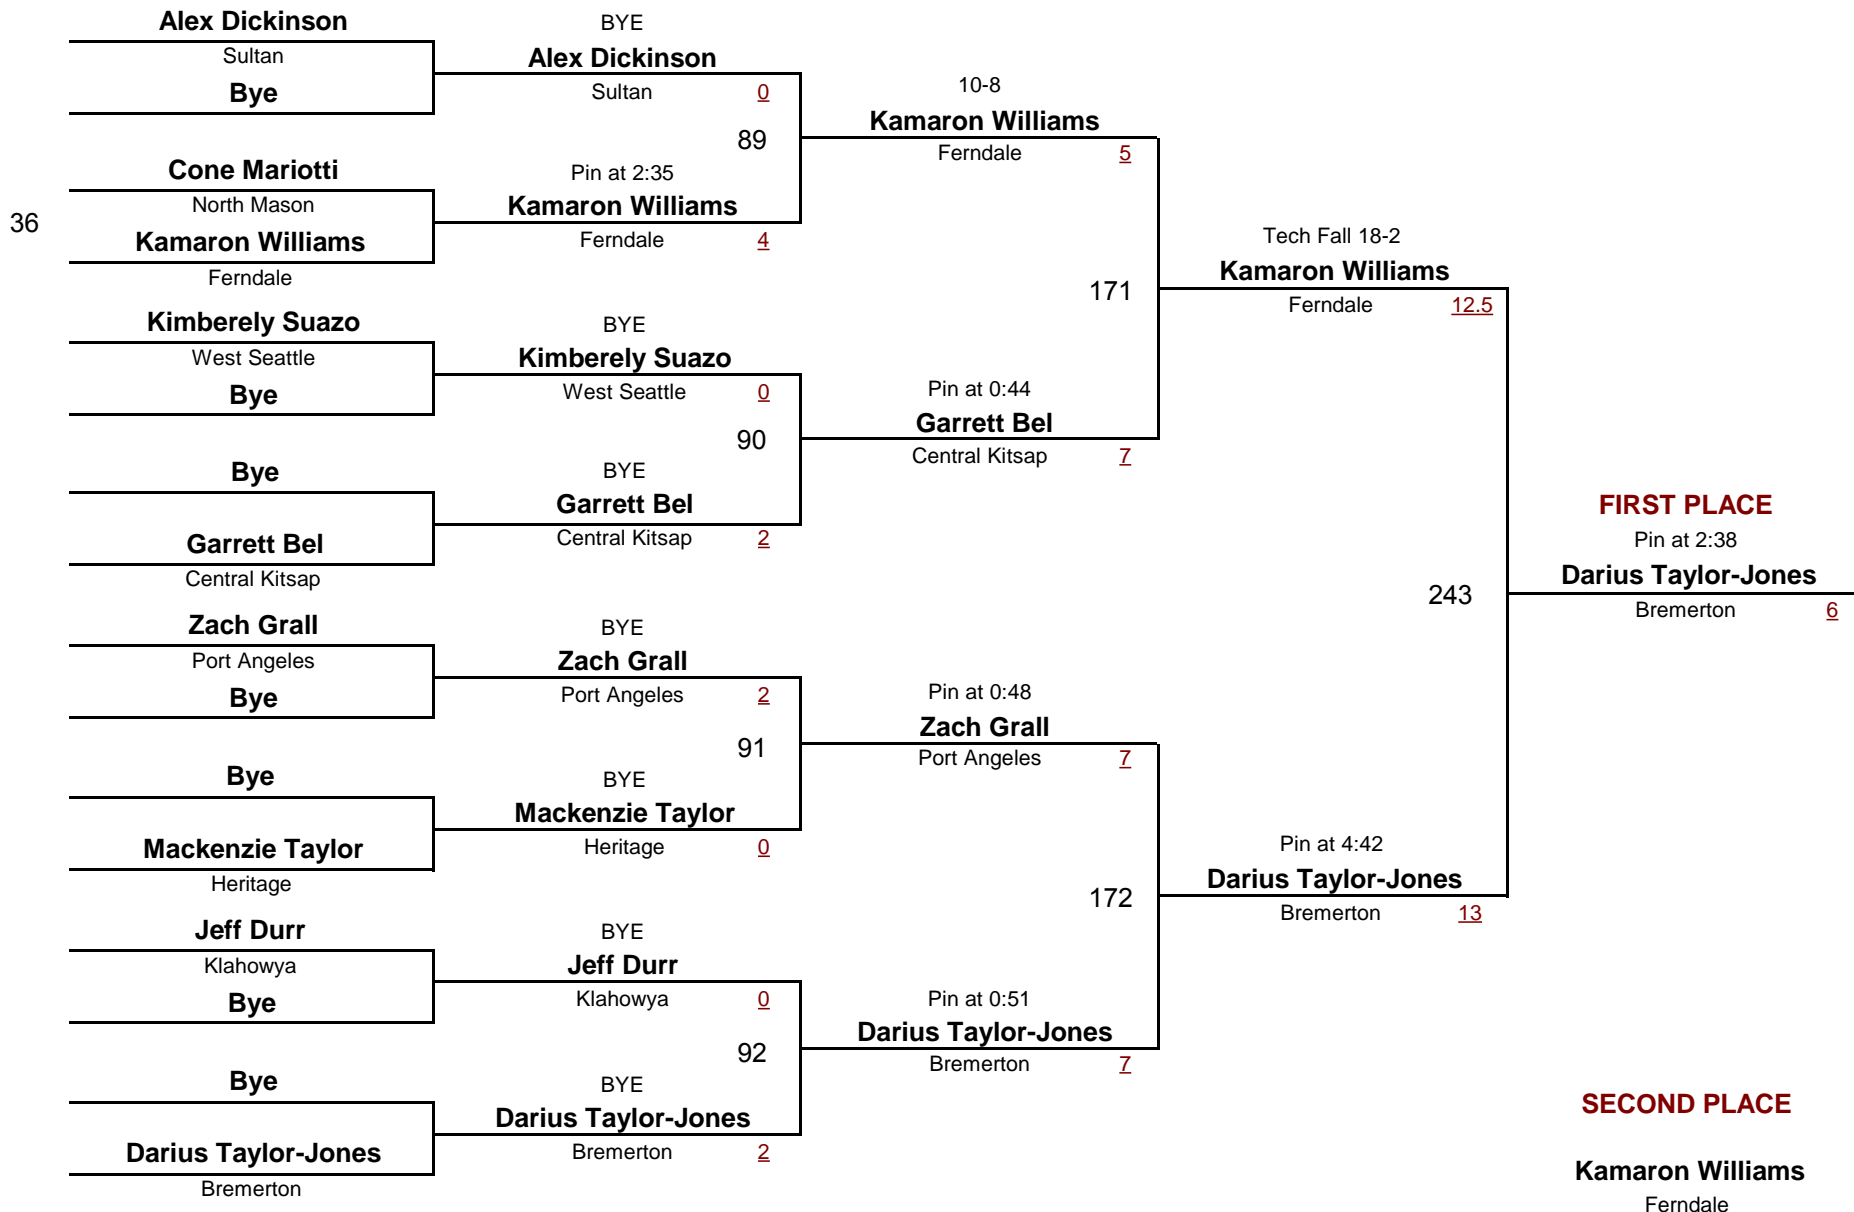 Alex Dickinson
Sultan
Bye
36
Cone Mariotti
North Mason
Kamaron Williams
Ferndale
Kimberely Suazo
West Seattle
Bye
Bye
Garrett Bel
Central Kitsap
Zach Grall
Port Angeles
Bye
Bye
Mackenzie Taylor
Heritage
Jeff Durr
Klahowya
Bye
Bye
Darius Taylor-Jones
Bremerton
BYE
Alex Dickinson
Sultan 0
89
Pin at 2:35
Kamaron Williams
Ferndale 4
BYE
Kimberely Suazo
West Seattle 0
90
BYE
Garrett Bel
Central Kitsap 2
BYE
Zach Grall
Port Angeles 2
91
BYE
Mackenzie Taylor
Heritage 0
BYE
Jeff Durr
Klahowya 0
92
BYE
Darius Taylor-Jones
Bremerton 2
10-8
Kamaron Williams
Ferndale 5
171
Pin at 0:44
Garrett Bel
Central Kitsap 7
Pin at 0:48
Zach Grall
Port Angeles 7
172
Pin at 0:51
Darius Taylor-Jones
Bremerton 7
Tech Fall 18-2
Kamaron Williams
Ferndale 12.5
243
Pin at 4:42
Darius Taylor-Jones
Bremerton 13
FIRST PLACE
Pin at 2:38
Darius Taylor-Jones
Bremerton 6
SECOND PLACE
Kamaron Williams
Ferndale